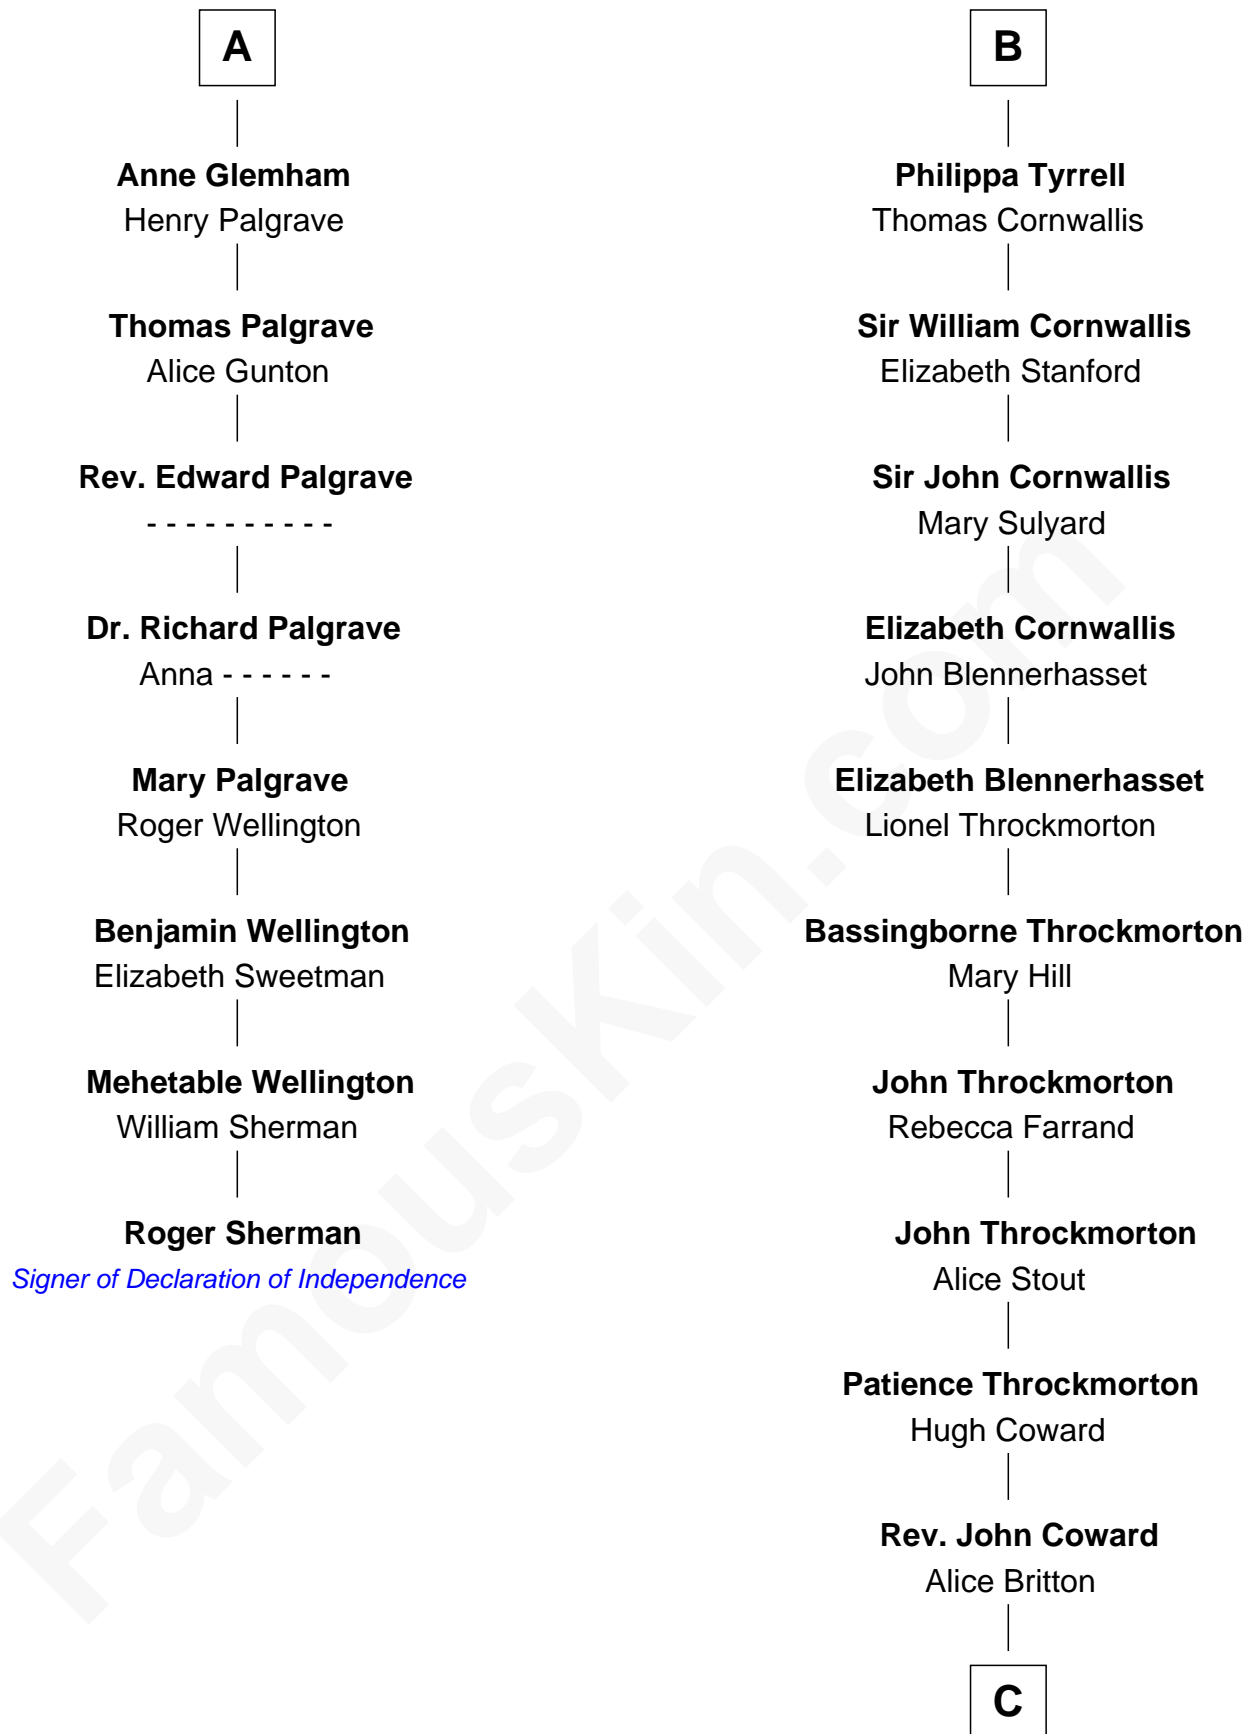 A
Anne Glemham
Henry Palgrave
Thomas Palgrave
Alice Gunton
Rev. Edward Palgrave
- - - - - - - - - -
Dr. Richard Palgrave
Anna - - - - - -
Mary Palgrave
Roger Wellington
Benjamin Wellington
Elizabeth Sweetman
Mehetable Wellington
William Sherman
Roger Sherman
Signer of Declaration of Independence
B
Philippa Tyrrell
Thomas Cornwallis
Sir William Cornwallis
Elizabeth Stanford
Sir John Cornwallis
Mary Sulyard
Elizabeth Cornwallis
John Blennerhasset
Elizabeth Blennerhasset
Lionel Throckmorton
Bassingborne Throckmorton
Mary Hill
John Throckmorton
Rebecca Farrand
John Throckmorton
Alice Stout
Patience Throckmorton
Hugh Coward
Rev. John Coward
Alice Britton
C
FamousKin.com